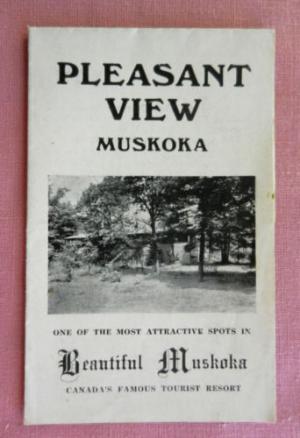 PLEASANT
VIEW
MUSKOKA
ONE OF THE MOST ATTRACTIVE SPOTS IN
Beautiful Muskoka
CANADA'S FAMOUS TOURIST RESORT